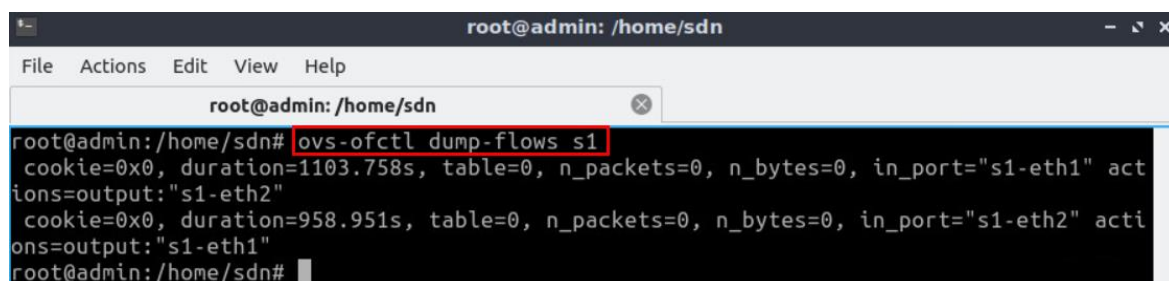 root@admin: /home/sdn
File Actions Edit View Help
root@admin: /home/sdn
root@admin:/home/sdn# ovs-ofctl dump-flows s1
cookie=0x0, duration=1103.758s, table=0, n_packets=0, n_bytes=0, in_port="s1-eth1" act
ions=output:"s1-eth2"
cookie=0x0, duration=958.951s, table=0, n_packets=0, n_bytes=0, in_port="s1-eth2" acti
ons=output:"s1-eth1"
root@admin:/home/sdn#